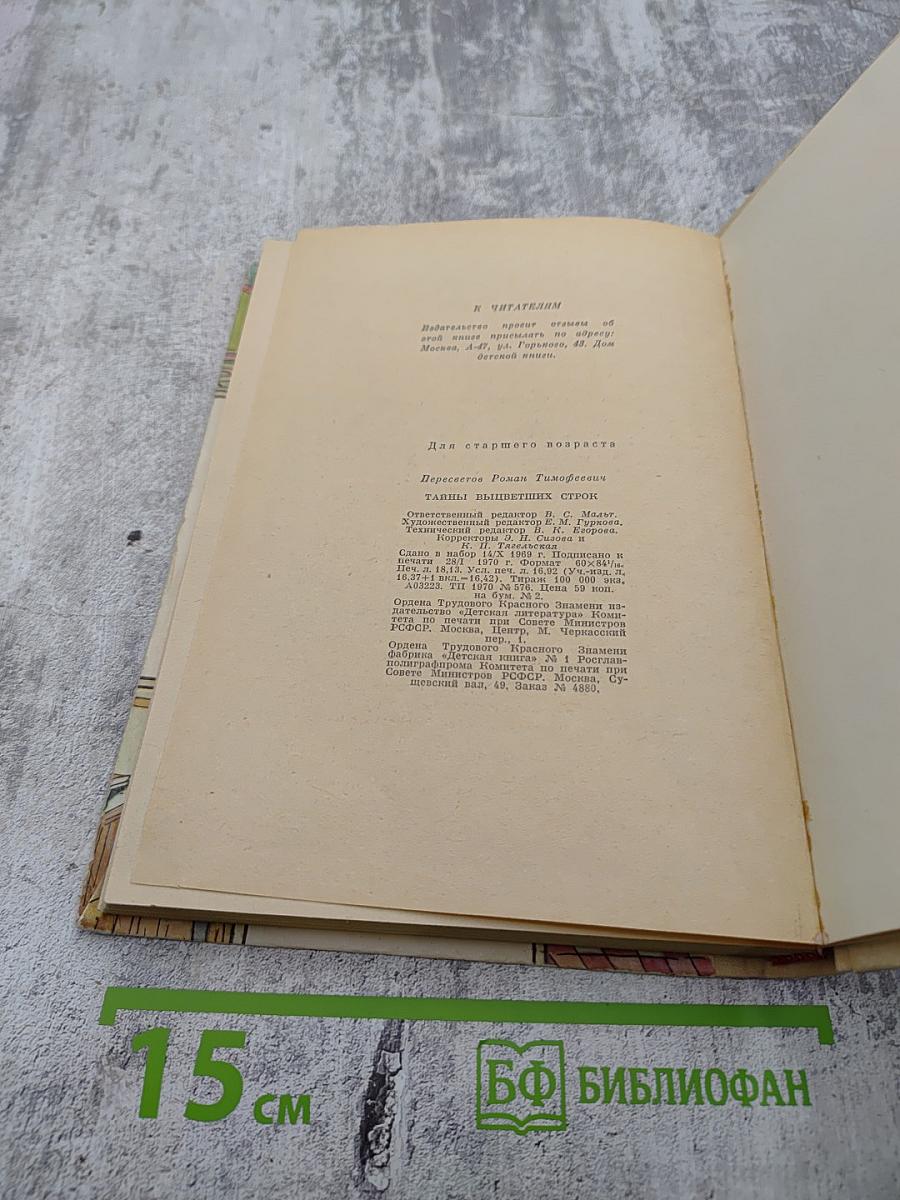 К ЧИТАТЕЛЯМ
Издательство просит отзывы об
этой книге присылать по адресу:
Москва, А-47, ул. Горького, 43. Дом
детской книги.
Для старшего возраста
Пересветов Роман Тимофеевич
ТАЙНЫ ВЫЦВЕТШИХ СТРОК
Ответственный редактор В. С. Мальт.
Художественный редактор Е. М. Гуркова.
Технический редактор В. К. Егорова.
Корректоры Э. Н. Сизова и
К. П. Тягельская
Сдано в набор 14/X 1969 г. Подписано к
печати 28/I 1970 г. Формат 60×84¹/₁₆.
Печ. л. 18,13. Усл. печ. л. 16,92 (Уч.-изд. л.
16,37+1 вкл.=16,42). Тираж 100 000 экз.
А03223. ТП 1970 № 576. Цена 59 коп.
на бум. № 2.
Ордена Трудового Красного Знамени из-
дательство «Детская литература» Коми-
тета по печати при Совете Министров
РСФСР. Москва, Центр, М. Черкасский
пер., 1.
Ордена Трудового Красного Знамени
фабрика «Детская книга» № 1 Росглав-
полиграфпрома Комитета по печати при
Совете Министров РСФСР. Москва, Су-
щевский вал, 49. Заказ № 4880.
15 см
БФ БИБЛИОФАН